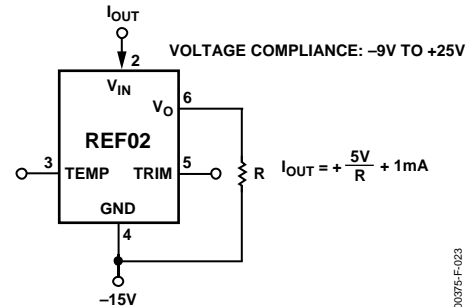 IOUT
VOLTAGE COMPLIANCE: –9V TO +25V
2
VIN
VO
6
REF02
3
TEMP
TRIM
5
R
IOUT = + 5V/R + 1mA
GND
4
–15V
00375-F-023